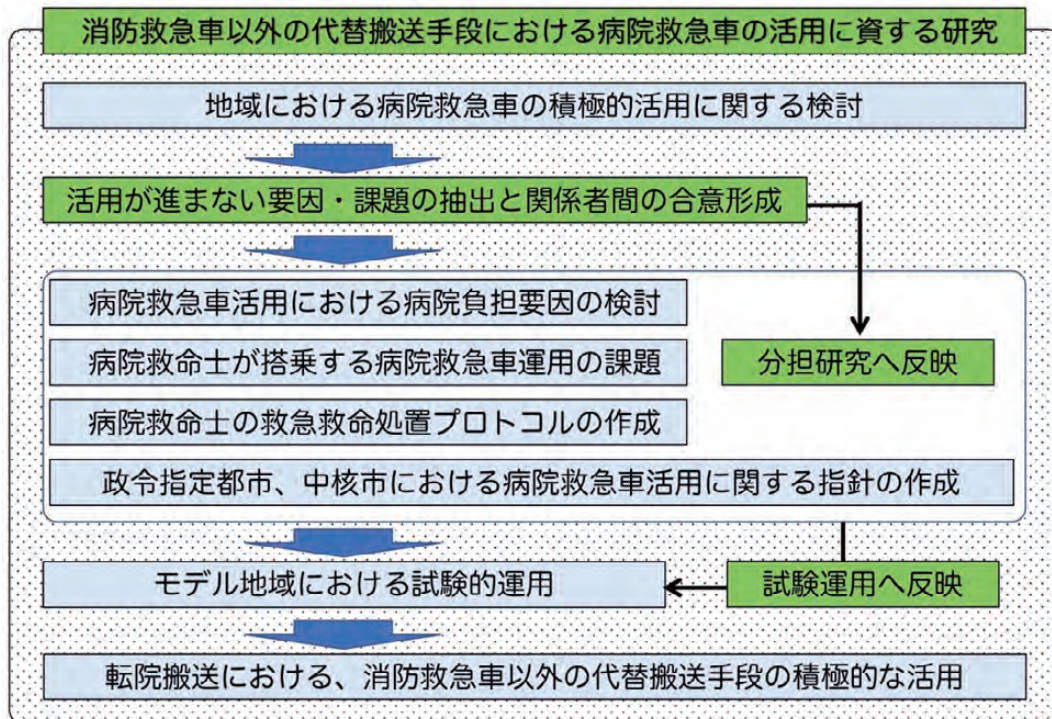 消防救急車以外の代替搬送手段における病院救急車の活用に資する研究
地域における病院救急車の積極的活用に関する検討
活用が進まない要因・課題の抽出と関係者間の合意形成
病院救急車活用における病院負担要因の検討
病院救命士が搭乗する病院救急車運用の課題
分担研究へ反映
病院救命士の救急救命処置プロトコルの作成
政令指定都市、中核市における病院救急車活用に関する指針の作成
モデル地域における試験的運用
試験運用へ反映
転院搬送における、消防救急車以外の代替搬送手段の積極的な活用